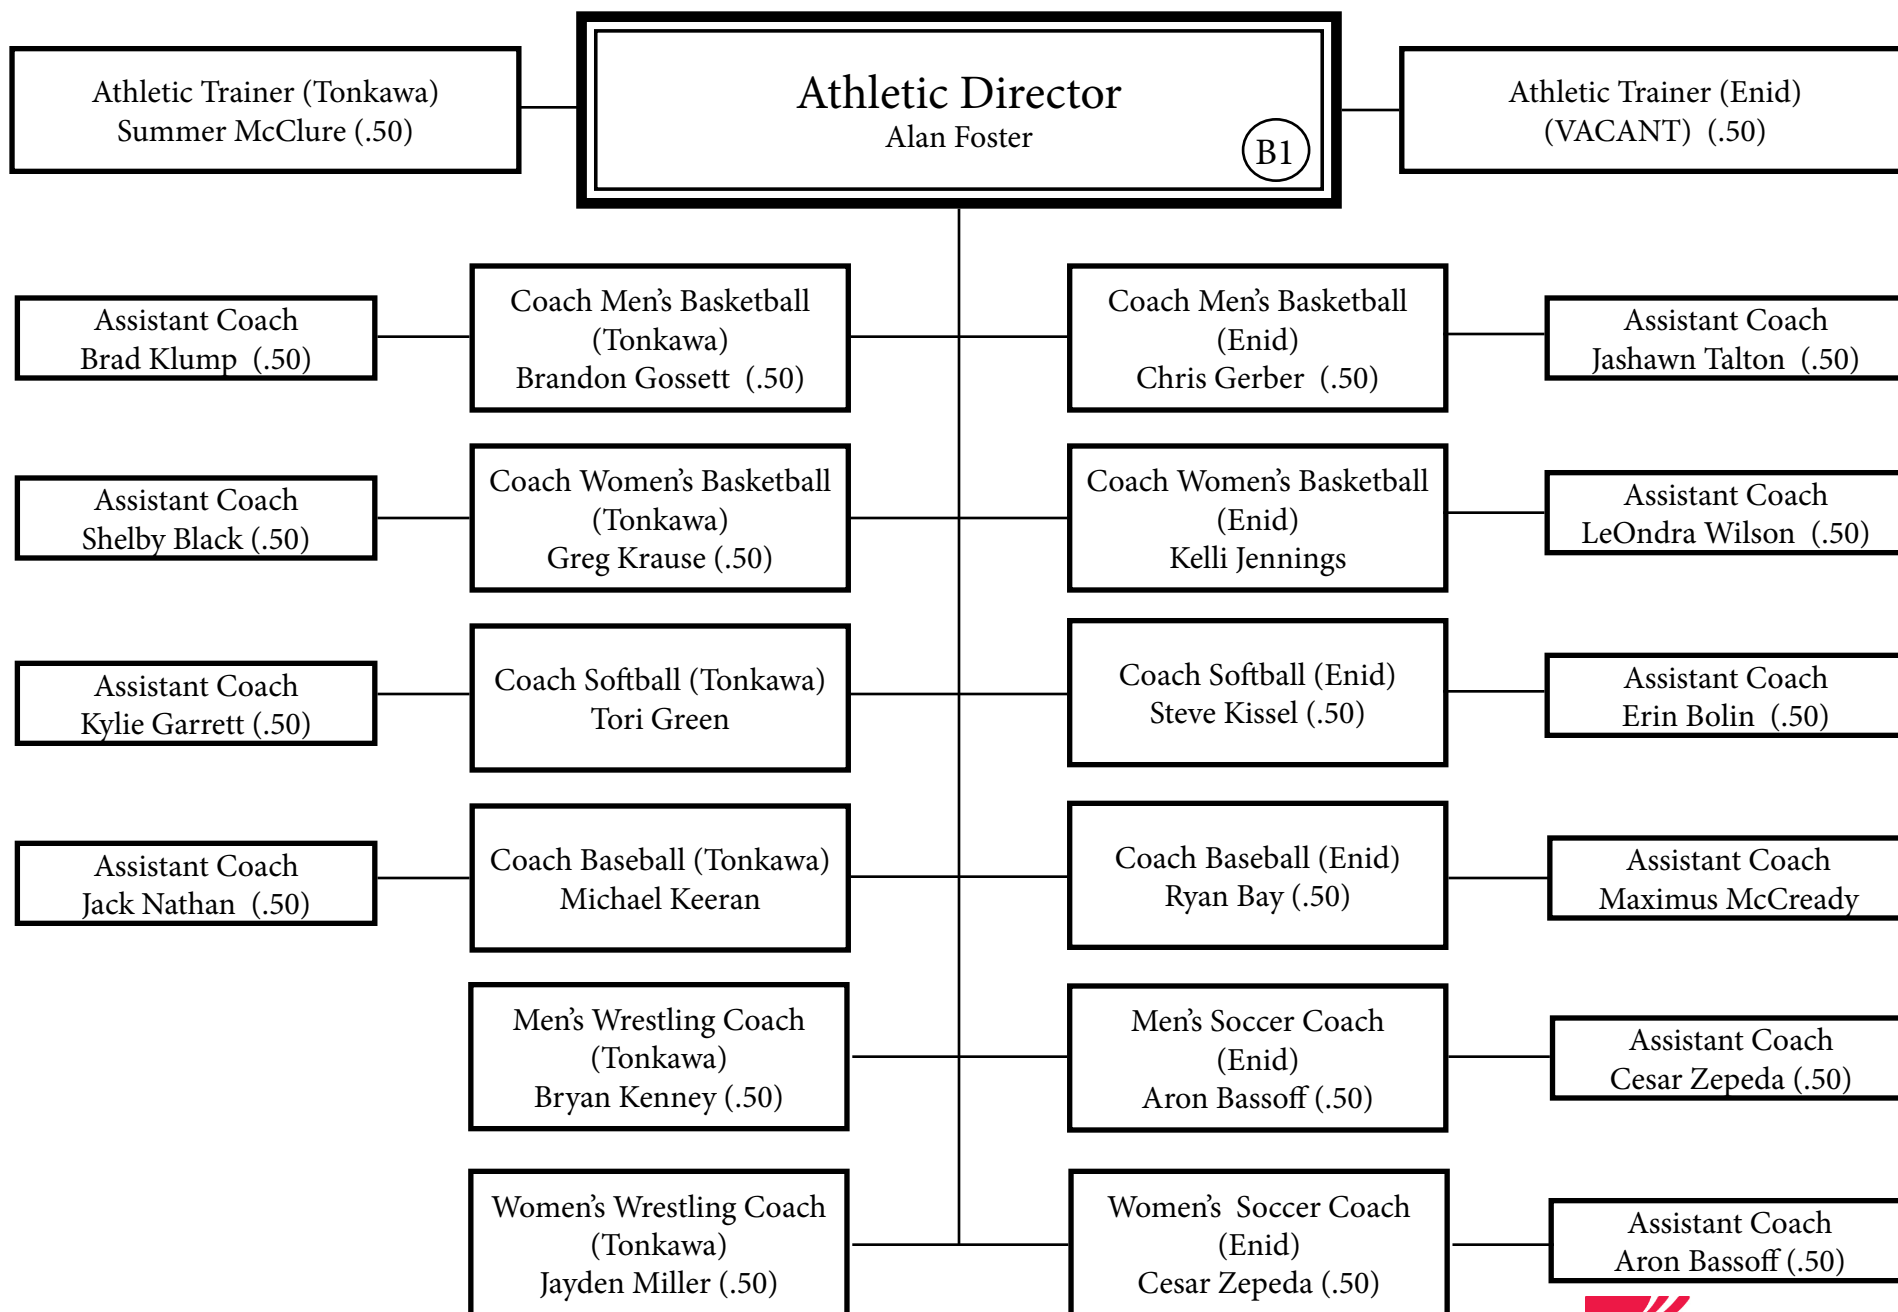 Athletic Trainer (Tonkawa)
Summer McClure (.50)
Athletic Director
Alan Foster
B1
Athletic Trainer (Enid)
(VACANT) (.50)
Assistant Coach
Brad Klump (.50)
Coach Men's Basketball
(Tonkawa)
Brandon Gossett (.50)
Coach Men's Basketball
(Enid)
Chris Gerber (.50)
Assistant Coach
Jashawn Talton (.50)
Assistant Coach
Shelby Black (.50)
Coach Women's Basketball
(Tonkawa)
Greg Krause (.50)
Coach Women's Basketball
(Enid)
Kelli Jennings
Assistant Coach
LeOndra Wilson (.50)
Assistant Coach
Kylie Garrett (.50)
Coach Softball (Tonkawa)
Tori Green
Coach Softball (Enid)
Steve Kissel (.50)
Assistant Coach
Erin Bolin (.50)
Assistant Coach
Jack Nathan (.50)
Coach Baseball (Tonkawa)
Michael Keeran
Coach Baseball (Enid)
Ryan Bay (.50)
Assistant Coach
Maximus McCready
Men's Wrestling Coach
(Tonkawa)
Bryan Kenney (.50)
Men's Soccer Coach
(Enid)
Aron Bassoff (.50)
Assistant Coach
Cesar Zepeda (.50)
Women's Wrestling Coach
(Tonkawa)
Jayden Miller (.50)
Women's Soccer Coach
(Enid)
Cesar Zepeda (.50)
Assistant Coach
Aron Bassoff (.50)